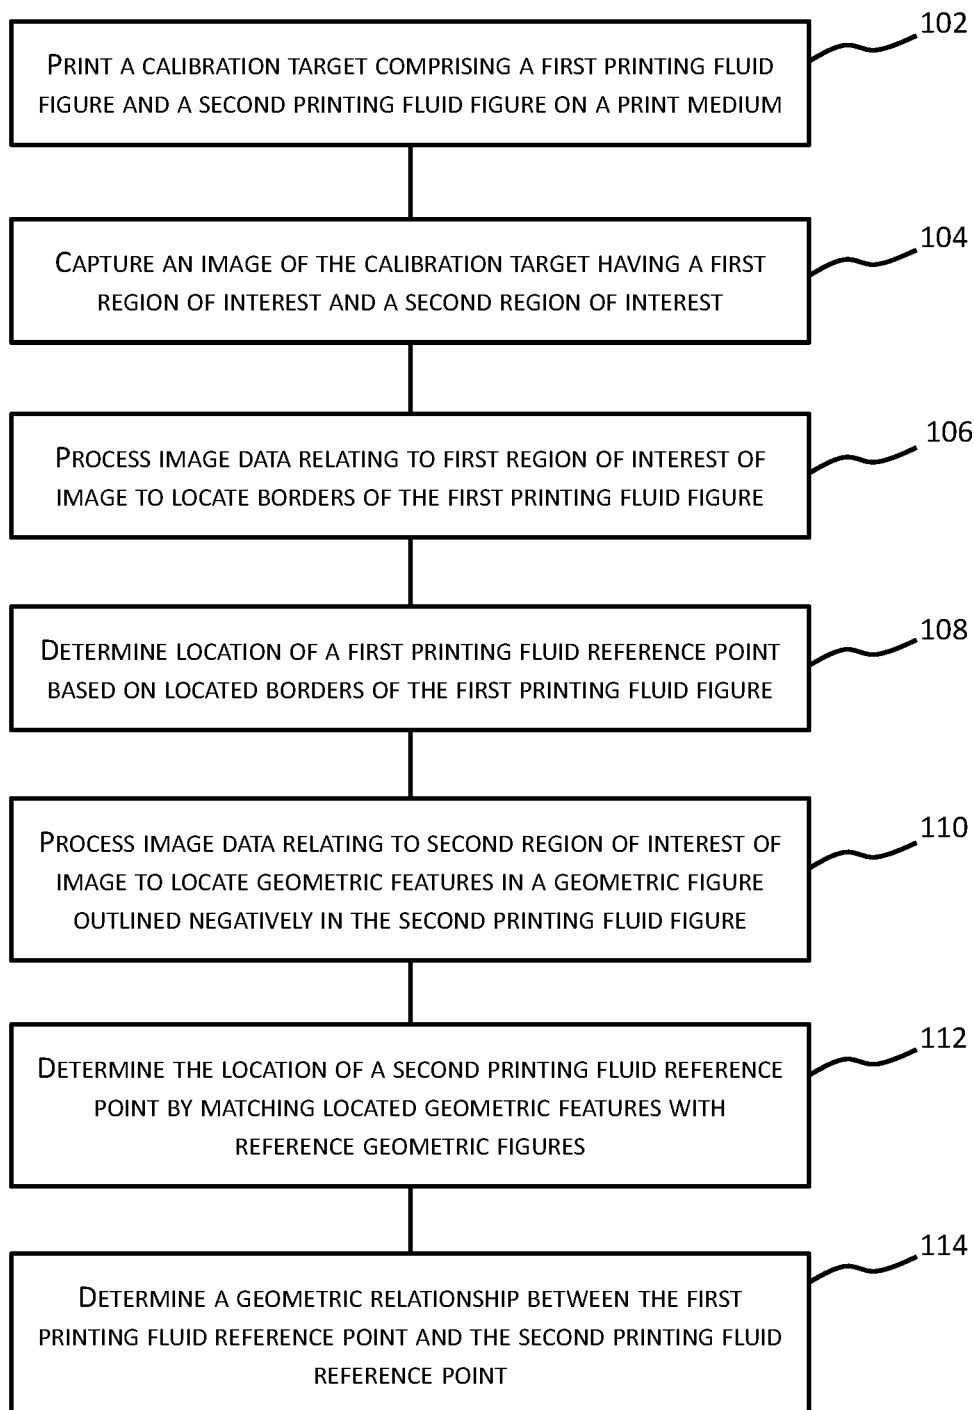 102
PRINT A CALIBRATION TARGET COMPRISING A FIRST PRINTING FLUID
FIGURE AND A SECOND PRINTING FLUID FIGURE ON A PRINT MEDIUM
104
CAPTURE AN IMAGE OF THE CALIBRATION TARGET HAVING A FIRST
REGION OF INTEREST AND A SECOND REGION OF INTEREST
106
PROCESS IMAGE DATA RELATING TO FIRST REGION OF INTEREST OF
IMAGE TO LOCATE BORDERS OF THE FIRST PRINTING FLUID FIGURE
108
DETERMINE LOCATION OF A FIRST PRINTING FLUID REFERENCE POINT
BASED ON LOCATED BORDERS OF THE FIRST PRINTING FLUID FIGURE
110
PROCESS IMAGE DATA RELATING TO SECOND REGION OF INTEREST OF
IMAGE TO LOCATE GEOMETRIC FEATURES IN A GEOMETRIC FIGURE
OUTLINED NEGATIVELY IN THE SECOND PRINTING FLUID FIGURE
112
DETERMINE THE LOCATION OF A SECOND PRINTING FLUID REFERENCE
POINT BY MATCHING LOCATED GEOMETRIC FEATURES WITH
REFERENCE GEOMETRIC FIGURES
114
DETERMINE A GEOMETRIC RELATIONSHIP BETWEEN THE FIRST
PRINTING FLUID REFERENCE POINT AND THE SECOND PRINTING FLUID
REFERENCE POINT